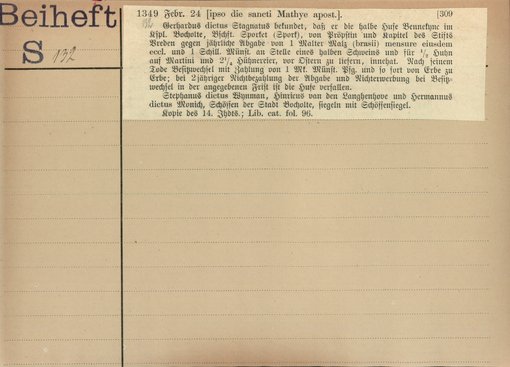 Beiheft
S 132
1349 Febr. 24 [ipso die sancti Mathye apost.]. [309
Gerhardus dictus Stagnatus bekundet, daß er die halbe Hufe Bennekync im
Kspl. Bocholte, Bschft. Sporket (Spork), von Pröpstin und Kapitel des Stifts
Vreden gegen jährliche Abgabe von 1 Malter Malz (brasii) mensure eiusdem
eccl. und 1 Schill. Münst. an Stelle eines halben Schweins und für 1/2 Huhn
auf Martini und 2 1/2 Hühnereier, vor Ostern zu liefern, innehat. Nach seinem
Tode Besitzwechsel mit Zahlung von 1 Mk. Münst. Pfg. und so fort von Erbe zu
Erbe; bei 2jähriger Nichtbezahlung der Abgabe und Nichterwerbung bei Besitz-
wechsel in der angegebenen Frist ist die Hufe verfallen.
Stephanus dictus Wynman, Hinricus van den Langhenhove und Hermannus
dictus Monich, Schöffen der Stadt Bocholte, siegeln mit Schöffensiegel.
Kopie des 14. Jhdts.; Lib. cat. fol. 96.